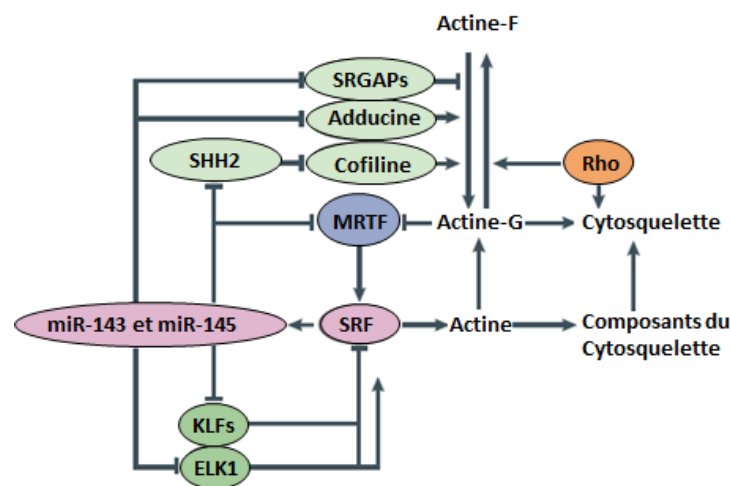 Actine-F
SRGAPs
Adducine
SHH2
Cofiline
Rho
MRTF
Actine-G
Cytosquelette
miR-143 et miR-145
SRF
Actine
Composants du
Cytosquelette
KLFs
ELK1